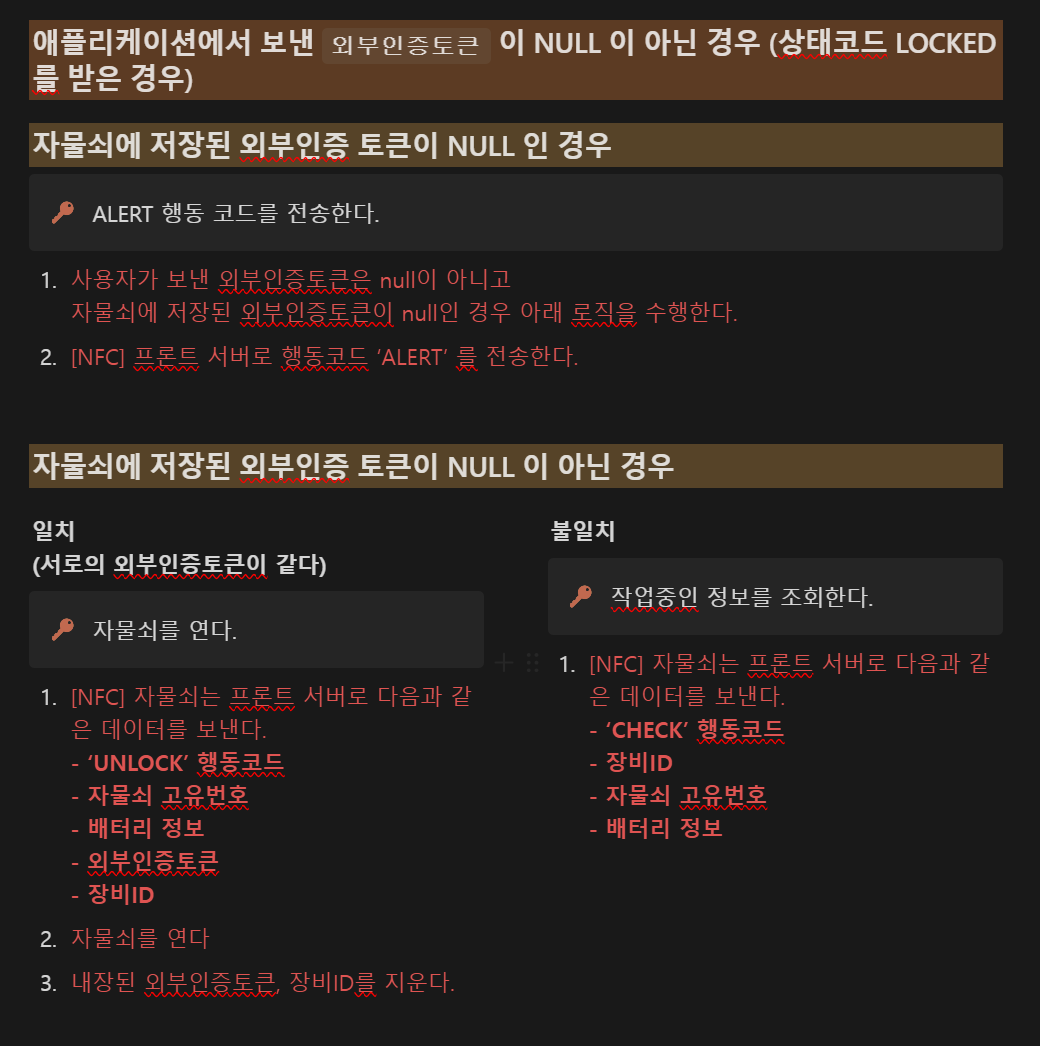 애플리케이션에서 보낸 외부인증토큰 이 NULL 이 아닌 경우 (상태코드 LOCKED
를 받은 경우)
자물쇠에 저장된 외부인증 토큰이 NULL 인 경우
ALERT 행동 코드를 전송한다.
1. 사용자가 보낸 외부인증토큰은 null이 아니고
자물쇠에 저장된 외부인증토큰이 null인 경우 아래 로직을 수행한다.
2. [NFC] 프론트 서버로 행동코드 ‘ALERT’ 를 전송한다.
자물쇠에 저장된 외부인증 토큰이 NULL 이 아닌 경우
일치
(서로의 외부인증토큰이 같다)
자물쇠를 연다.
1. [NFC] 자물쇠는 프론트 서버로 다음과 같
은 데이터를 보낸다.
- ‘UNLOCK’ 행동코드
- 자물쇠 고유번호
- 배터리 정보
- 외부인증토큰
- 장비ID
2. 자물쇠를 연다
3. 내장된 외부인증토큰, 장비ID를 지운다.
불일치
작업중인 정보를 조회한다.
1. [NFC] 자물쇠는 프론트 서버로 다음과 같
은 데이터를 보낸다.
- ‘CHECK’ 행동코드
- 장비ID
- 자물쇠 고유번호
- 배터리 정보